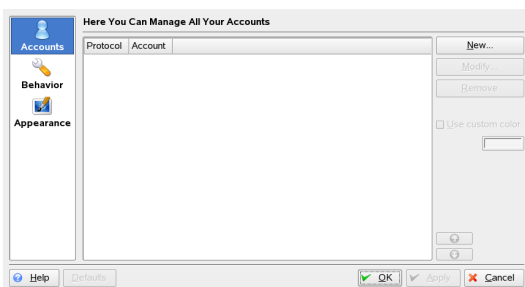 Here You Can Manage All Your Accounts
Accounts
Behavior
Appearance
Protocol Account
New...
Modify...
Remove
Use custom color
Help
Defaults
OK
Apply
Cancel